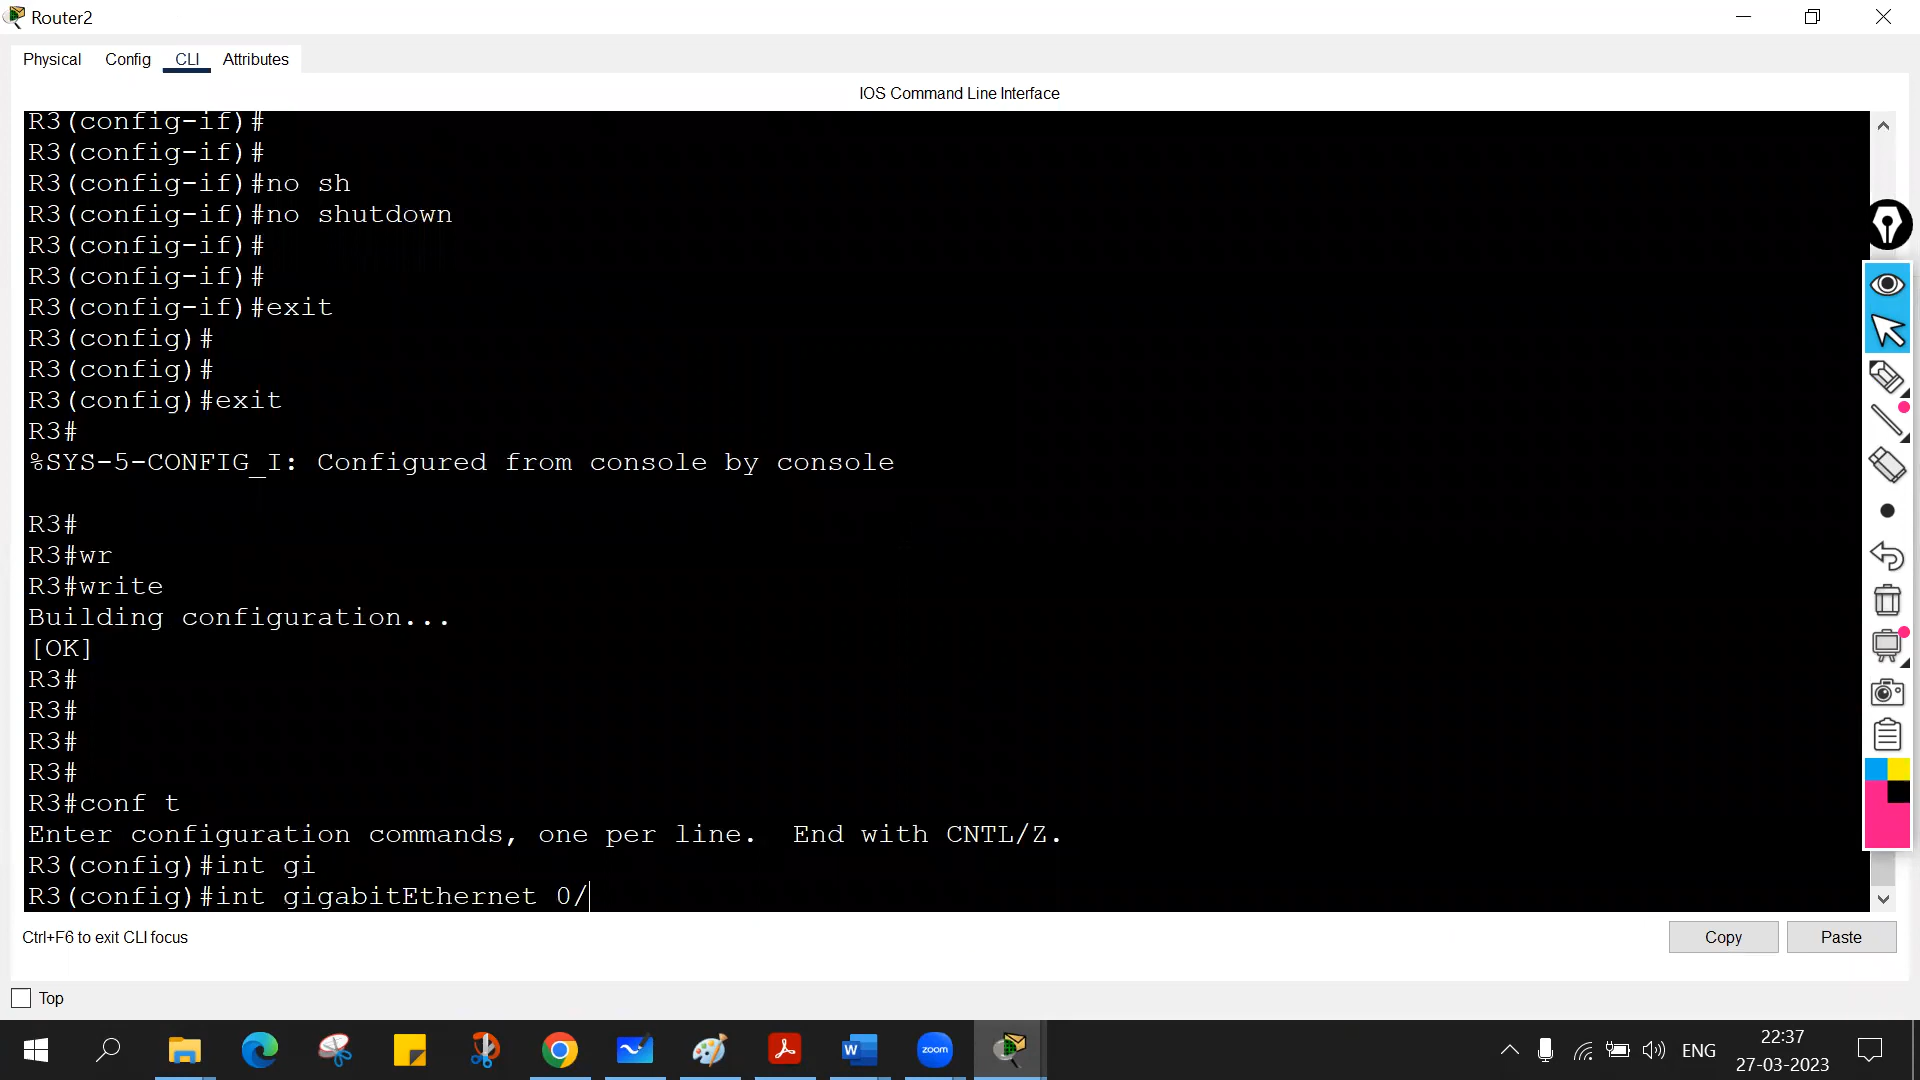 Router2
Physical Config CLI Attributes
IOS Command Line Interface
R3(config-if)#
R3(config-if)#
R3(config-if)#no sh
R3(config-if)#no shutdown
R3(config-if)#
R3(config-if)#
R3(config-if)#exit
R3(config)#
R3(config)#
R3(config)#exit
R3#
%SYS-5-CONFIG_I: Configured from console by console
R3#
R3#wr
R3#write
Building configuration...
[OK]
R3#
R3#
R3#
R3#
R3#conf t
Enter configuration commands, one per line.  End with CNTL/Z.
R3(config)#int gi
R3(config)#int gigabitEthernet 0/
Ctrl+F6 to exit CLI focus
Copy
Paste
Top
W
zoom
ENG
22:37
27-03-2023